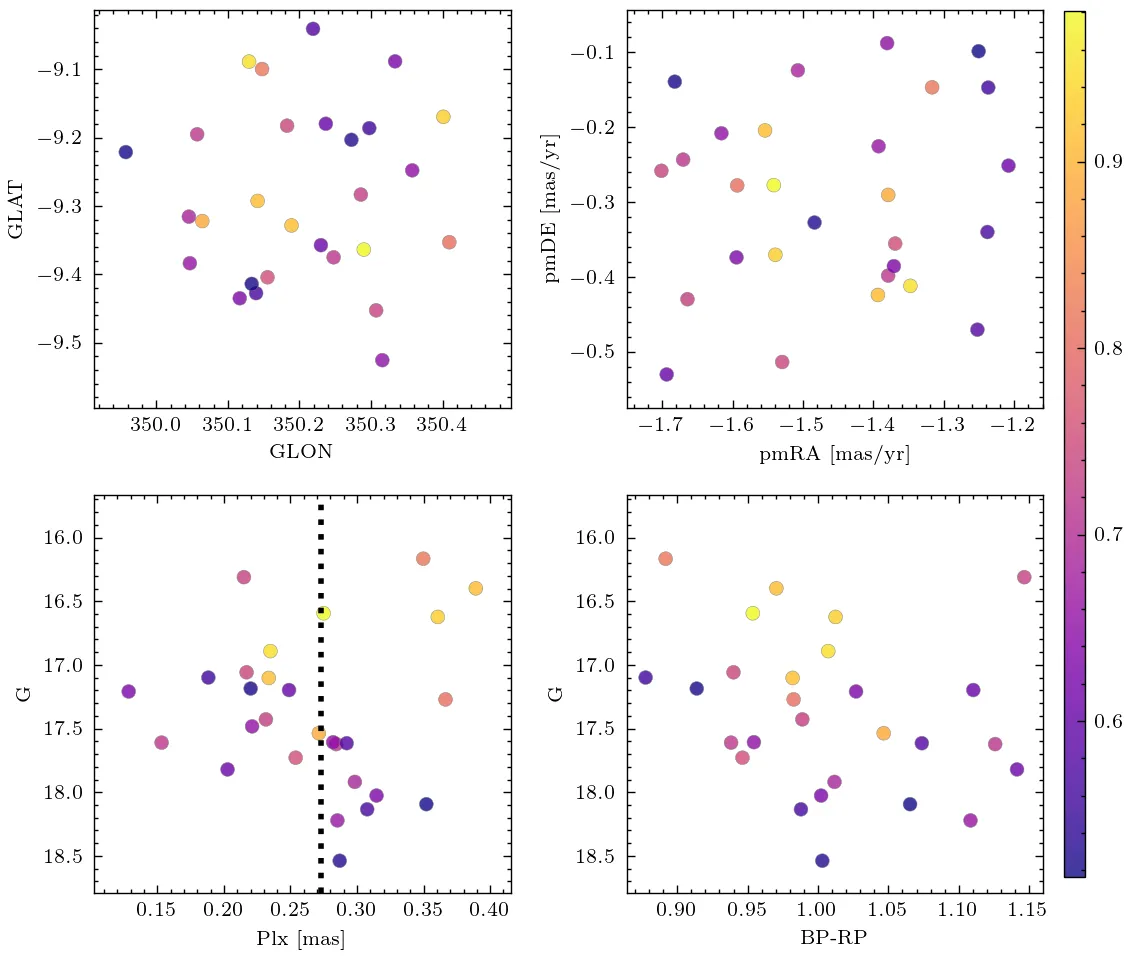 −9.1
−9.2
−9.3
−9.4
−9.5
GLAT
350.0 350.1 350.2 350.3 350.4
GLON
−0.1
−0.2
−0.3
−0.4
−0.5
pmDE [mas/yr]
−1.7 −1.6 −1.5 −1.4 −1.3 −1.2
pmRA [mas/yr]
0.9
0.8
0.7
0.6
16.0
16.5
17.0
17.5
18.0
18.5
G
0.15 0.20 0.25 0.30 0.35 0.40
Plx [mas]
16.0
16.5
17.0
17.5
18.0
18.5
G
0.90 0.95 1.00 1.05 1.10 1.15
BP-RP